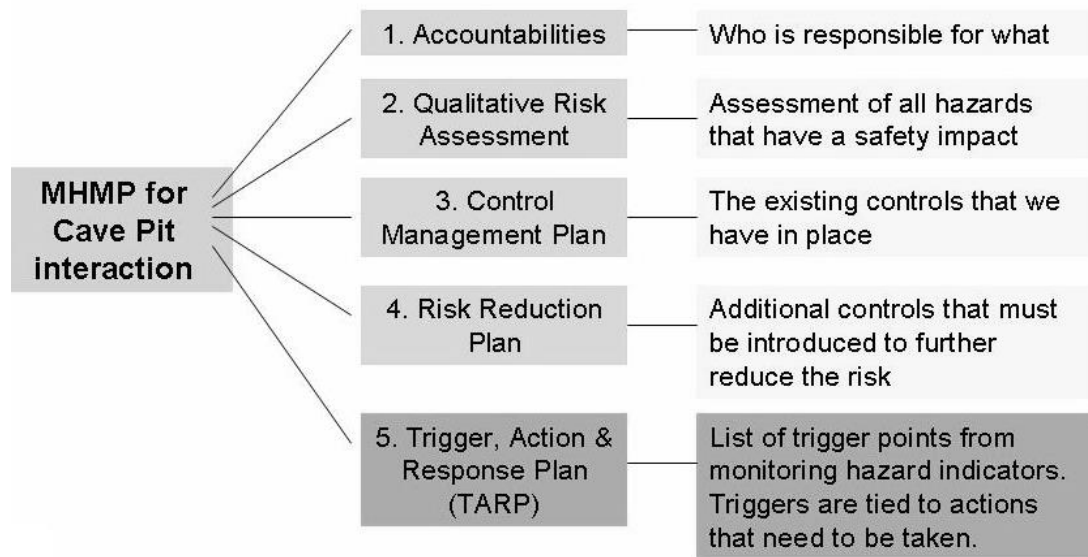 MHMP for
Cave Pit
interaction
1. Accountabilities
Who is responsible for what
2. Qualitative Risk
Assessment
Assessment of all hazards
that have a safety impact
3. Control
Management Plan
The existing controls that we
have in place
4. Risk Reduction
Plan
Additional controls that must
be introduced to further
reduce the risk
5. Trigger, Action &
Response Plan
(TARP)
List of trigger points from
monitoring hazard indicators.
Triggers are tied to actions
that need to be taken.